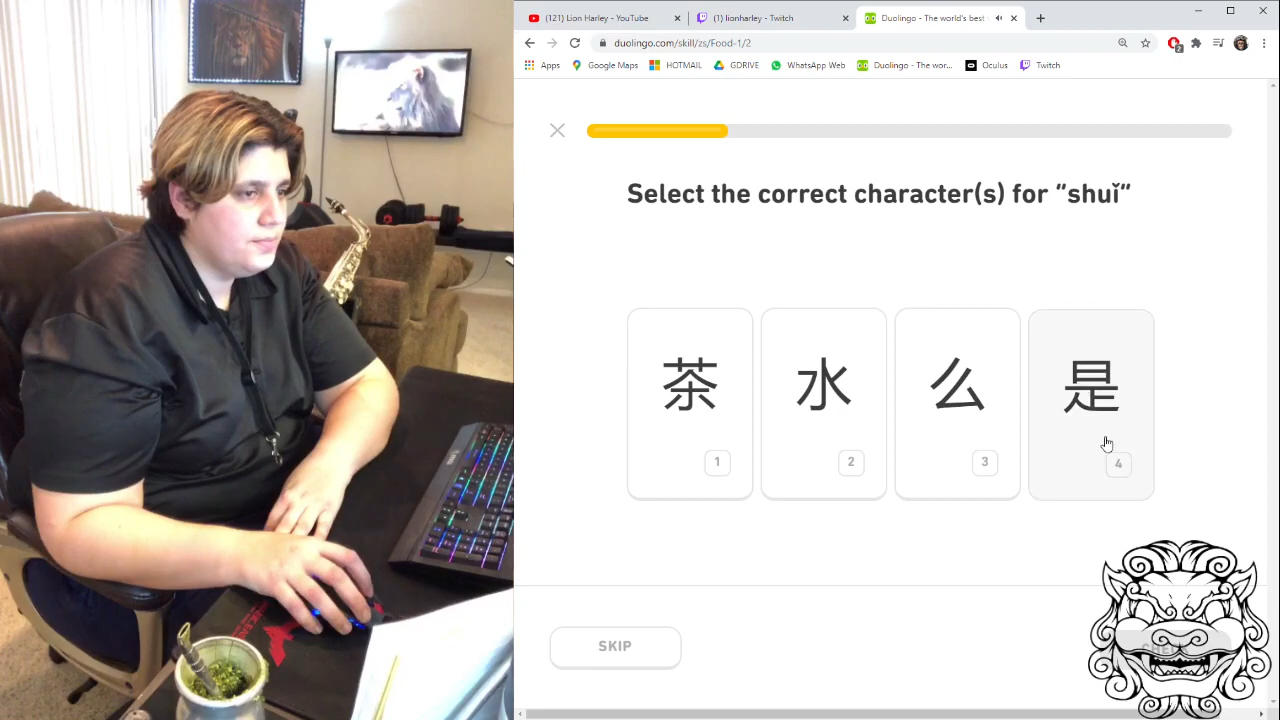 (121) Lion Harley - YouTube
(1) lionharley - Twitch
Duolingo - The world's best
duolingo.com/skill/zs/Food-1/2
2
Apps
Google Maps
HOTMAIL
GDRIVE
WhatsApp Web
Duolingo - The wor...
Oculus
Twitch
Select the correct character(s) for “shuǐ”
茶 水 么 是
1 2 3 4
SKIP